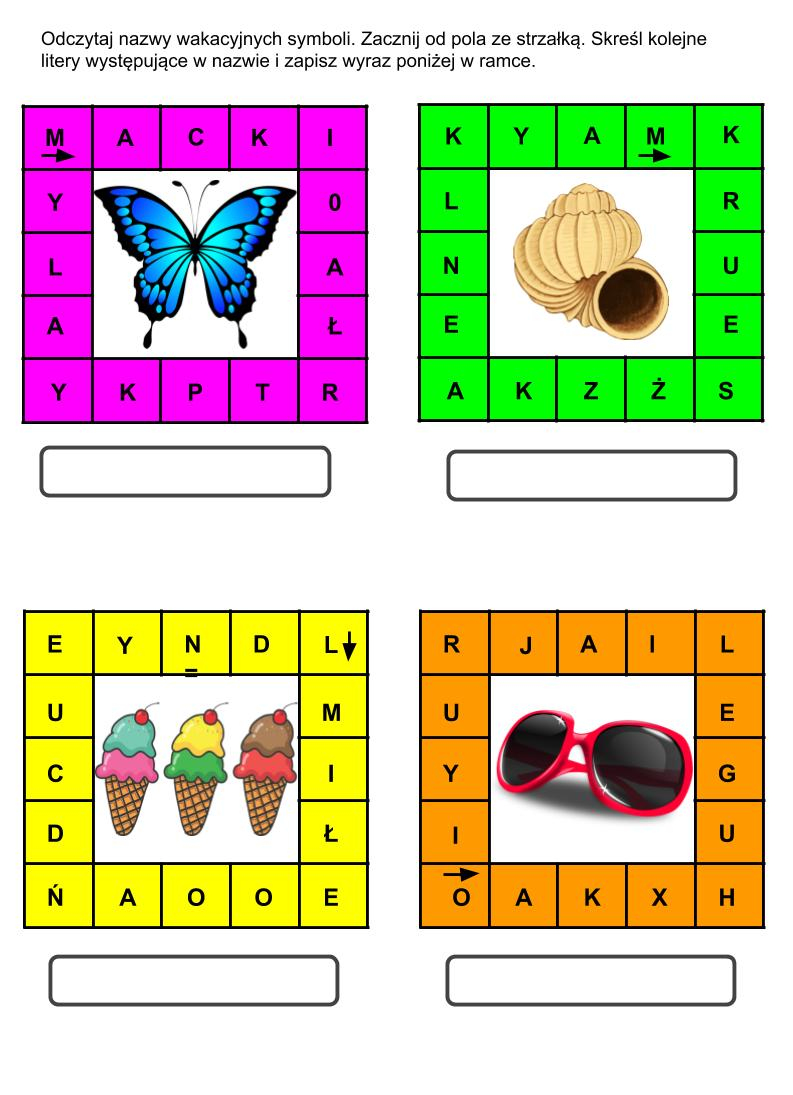 Odczytaj nazwy wakacyjnych symboli. Zacznij od pola ze strzałką. Skreśl kolejne
litery występujące w nazwie i zapisz wyraz poniżej w ramce.
M A C K I
Y 0
L A
A Ł
Y K P T R
K Y A M K
L R
N U
E E
A K Z Ż S
E Y N D L
U M
C I
D Ł
Ń A O O E
R J A I L
U E
Y G
I U
O A K X H